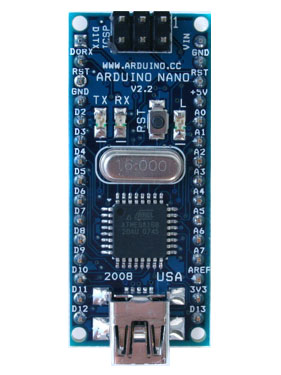 D1TX
ICSP
1
VIN
D0RX
GND
RST
RST
GND
+5V
WWW.ARDUINO.CC
ARDUINO NANO
V2.2
TX RX
RST
L
D2
A0
D3
A1
D4
A2
D5
A3
D6
A4
D7
A5
D8
A6
D9
A7
D10
AREF
D11
3V3
D12
D13
16.000
ATMEL
2008
USA